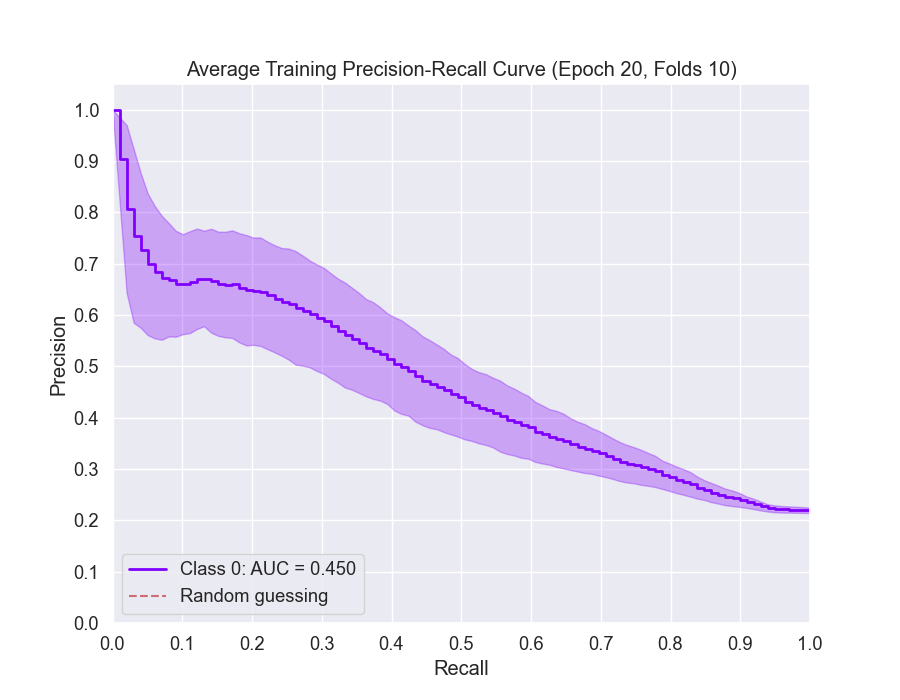 Average Training Precision-Recall Curve (Epoch 20, Folds 10)
1.0
0.9
0.8
0.7
0.6
0.5
0.4
0.3
0.2
0.1
0.0
Precision
Class 0: AUC = 0.450
Random guessing
0.0 0.1 0.2 0.3 0.4 0.5 0.6 0.7 0.8 0.9 1.0
Recall